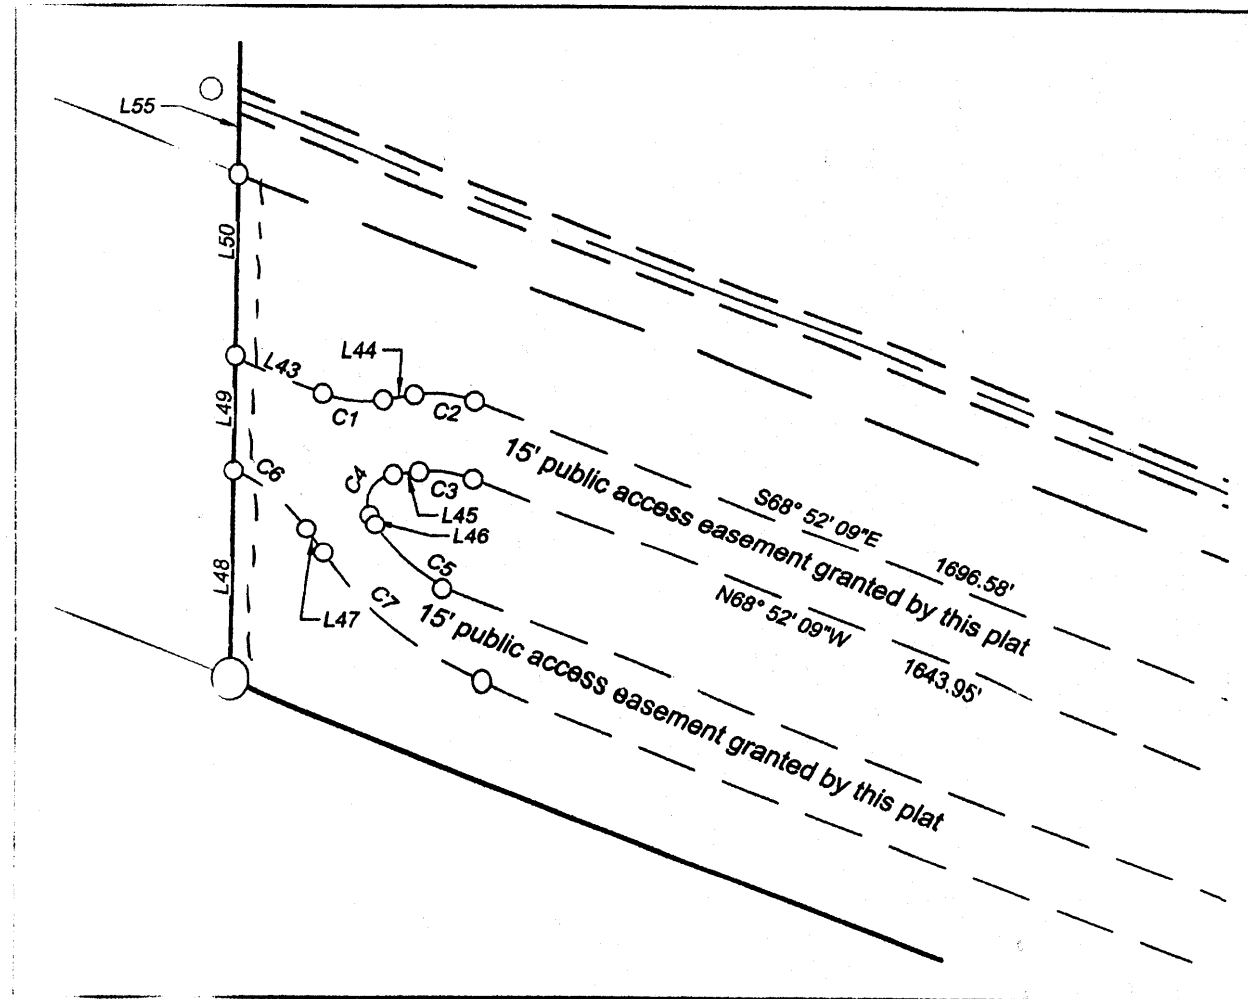 L55
L50
L43
L44
L49
C1
C2
C6
C4
C3
L45
L46
15' public access easement granted by this plat
S68° 52' 09"E 1696.58'
N68° 52' 09"W 1643.95'
L48
L47
C7
C5
15' public access easement granted by this plat